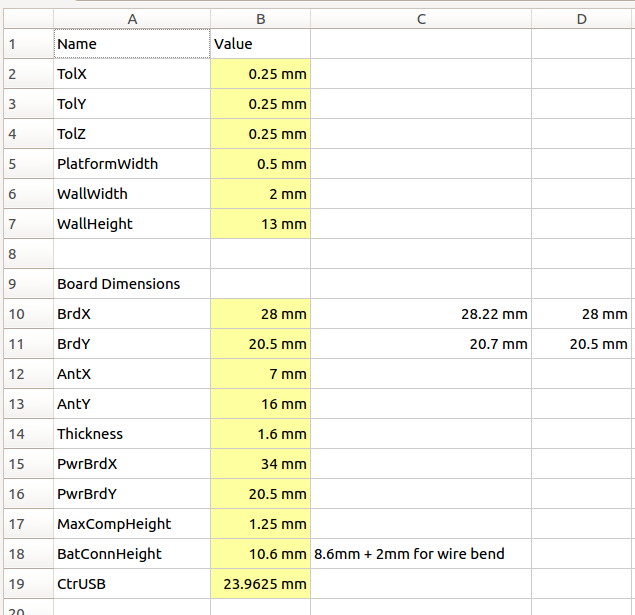 A B C D
1 Name Value
2 TolX 0.25 mm
3 TolY 0.25 mm
4 TolZ 0.25 mm
5 PlatformWidth 0.5 mm
6 WallWidth 2 mm
7 WallHeight 13 mm
8
9 Board Dimensions
10 BrdX 28 mm 28.22 mm 28 mm
11 BrdY 20.5 mm 20.7 mm 20.5 mm
12 AntX 7 mm
13 AntY 16 mm
14 Thickness 1.6 mm
15 PwrBrdX 34 mm
16 PwrBrdY 20.5 mm
17 MaxCompHeight 1.25 mm
18 BatConnHeight 10.6 mm 8.6mm + 2mm for wire bend
19 CtrUSB 23.9625 mm
20